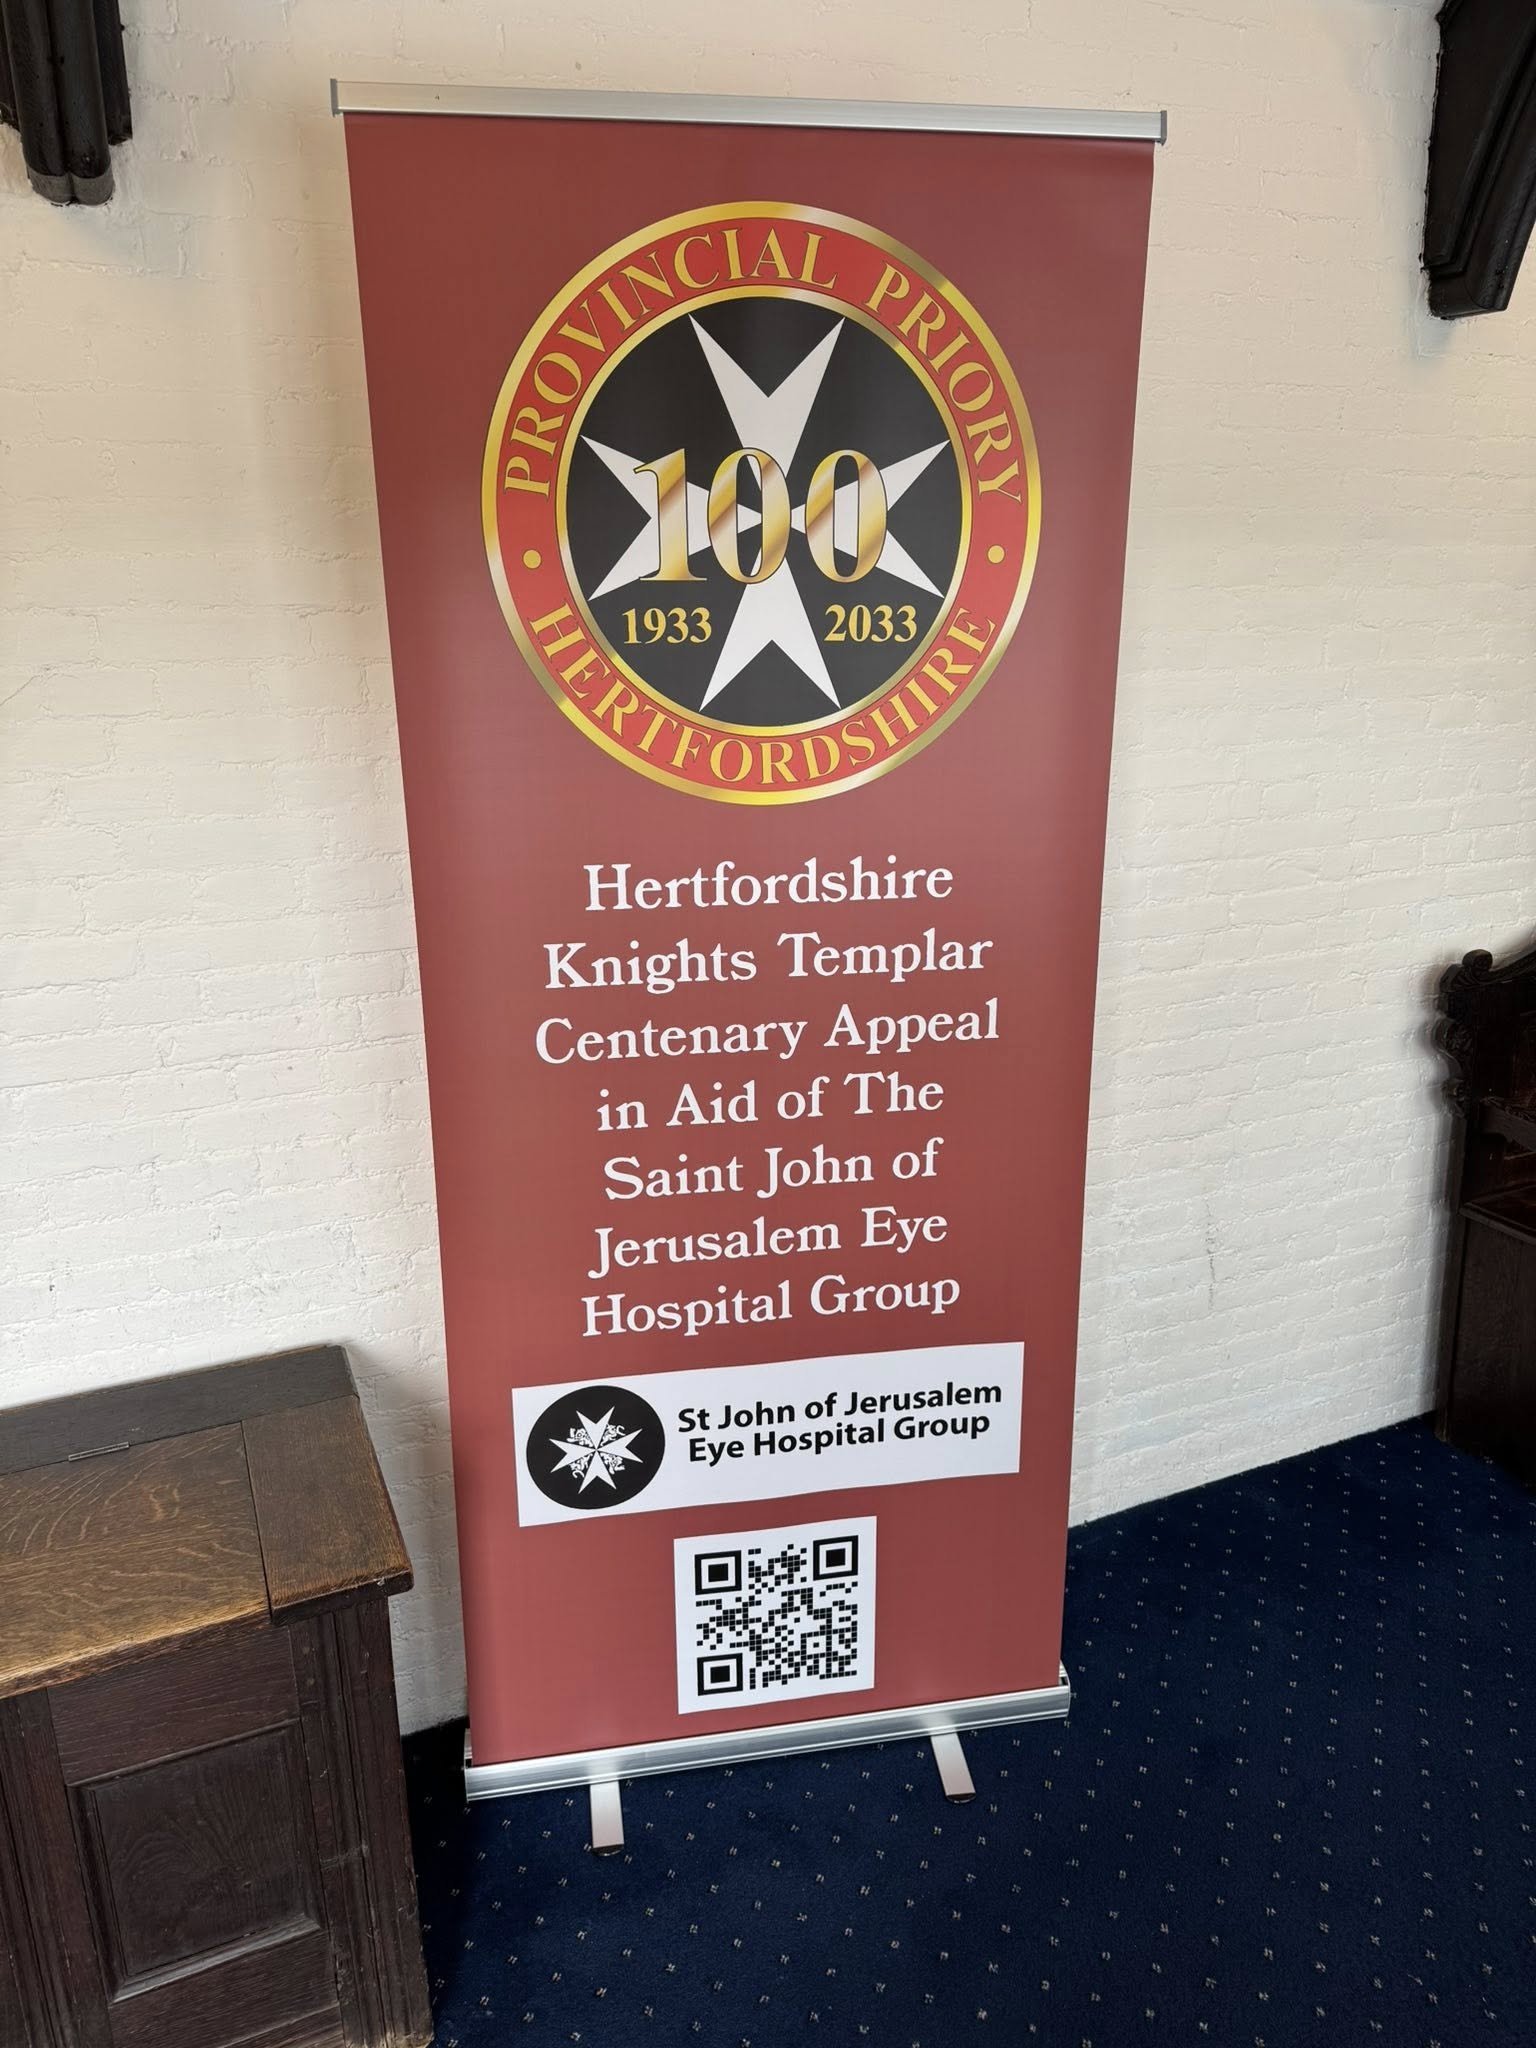 PROVINCIAL PRIORY
100
1933 2033
• HERTFORDSHIRE •
Hertfordshire
Knights Templar
Centenary Appeal
in Aid of The
Saint John of
Jerusalem Eye
Hospital Group
St John of Jerusalem
Eye Hospital Group